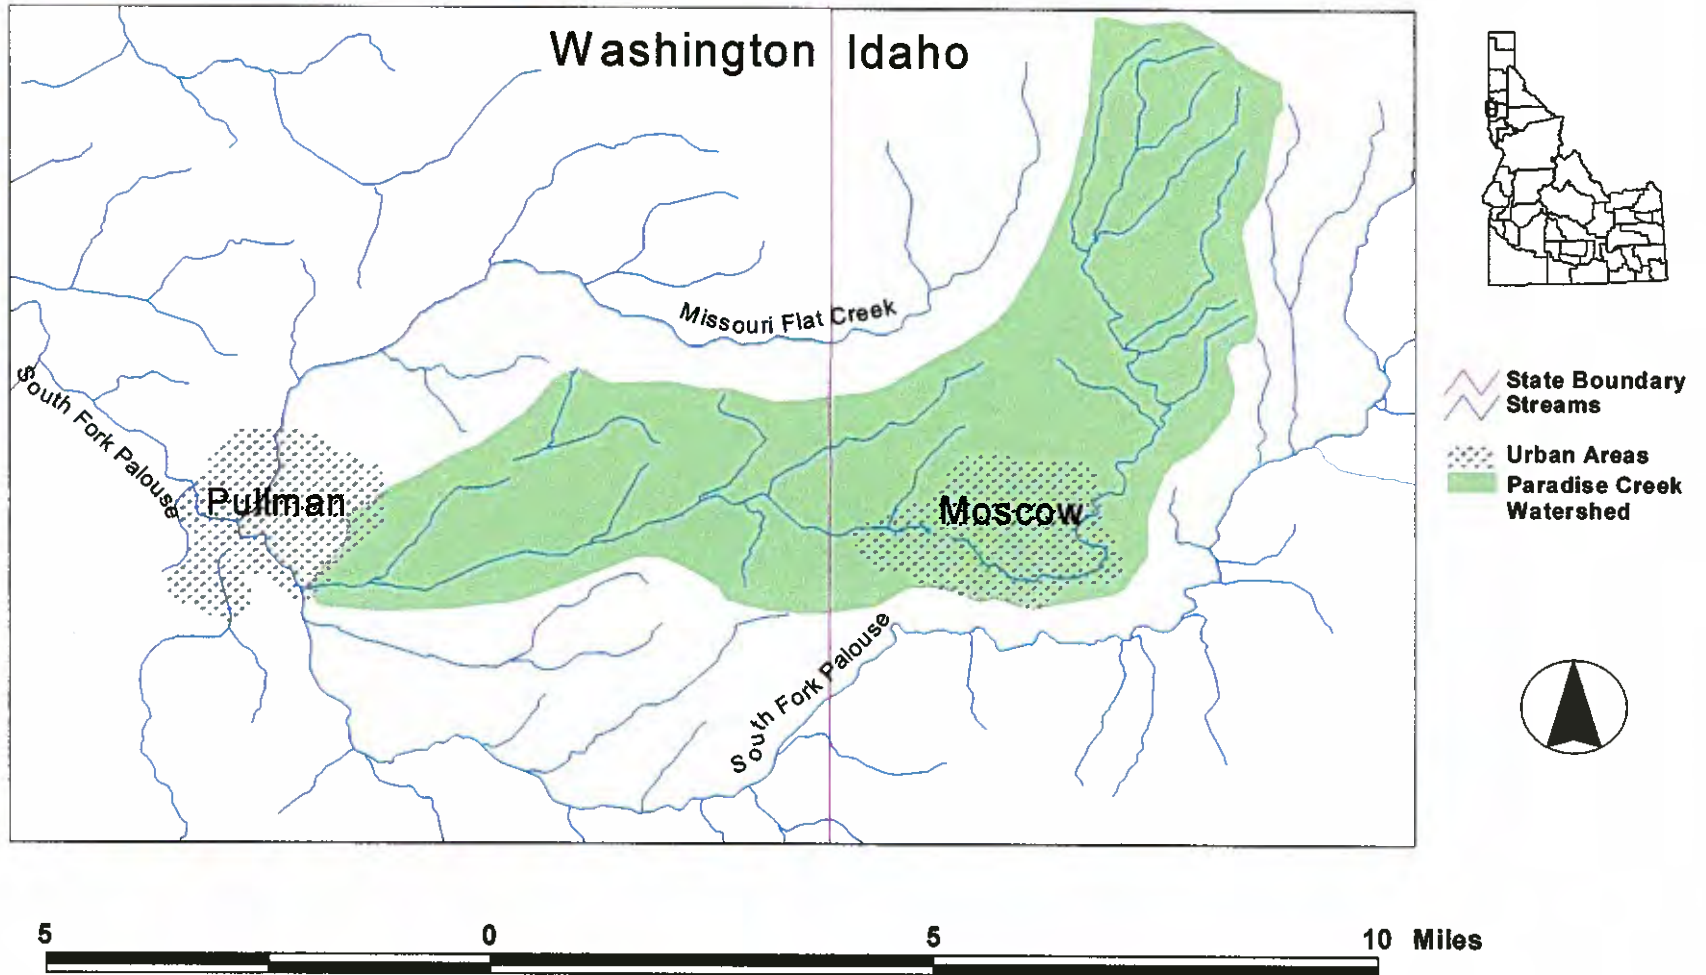 Washington Idaho
Missouri Flat Creek
South Fork Palouse
Pullman
Moscow
South Fork Palouse
State Boundary
Streams
Urban Areas
Paradise Creek
Watershed
5 0 5 10 Miles